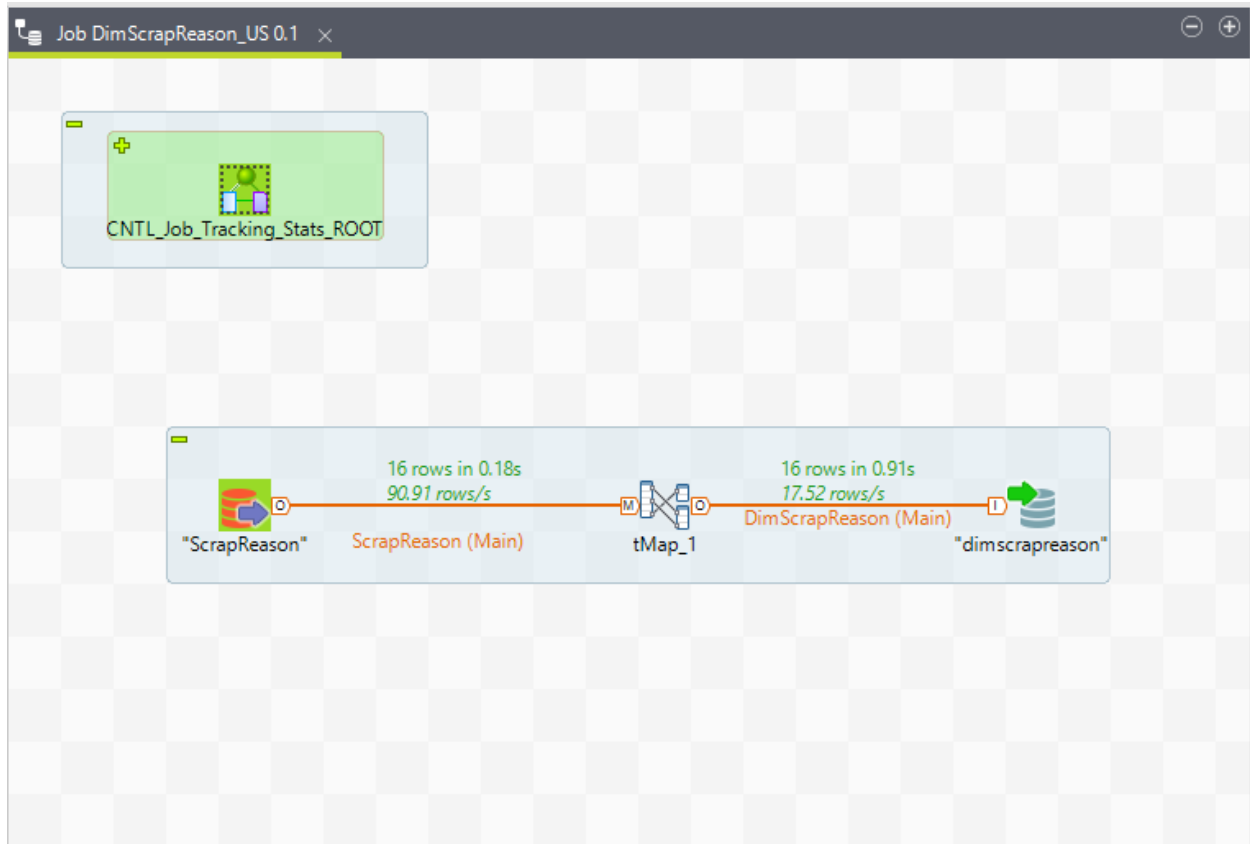 Job DimScrapReason_US 0.1
CNTL_Job_Tracking_Stats_ROOT
16 rows in 0.18s
90.91 rows/s
ScrapReason (Main)
16 rows in 0.91s
17.52 rows/s
DimScrapReason (Main)
O
M
O
I
"ScrapReason"
tMap_1
"dimscrapreason"